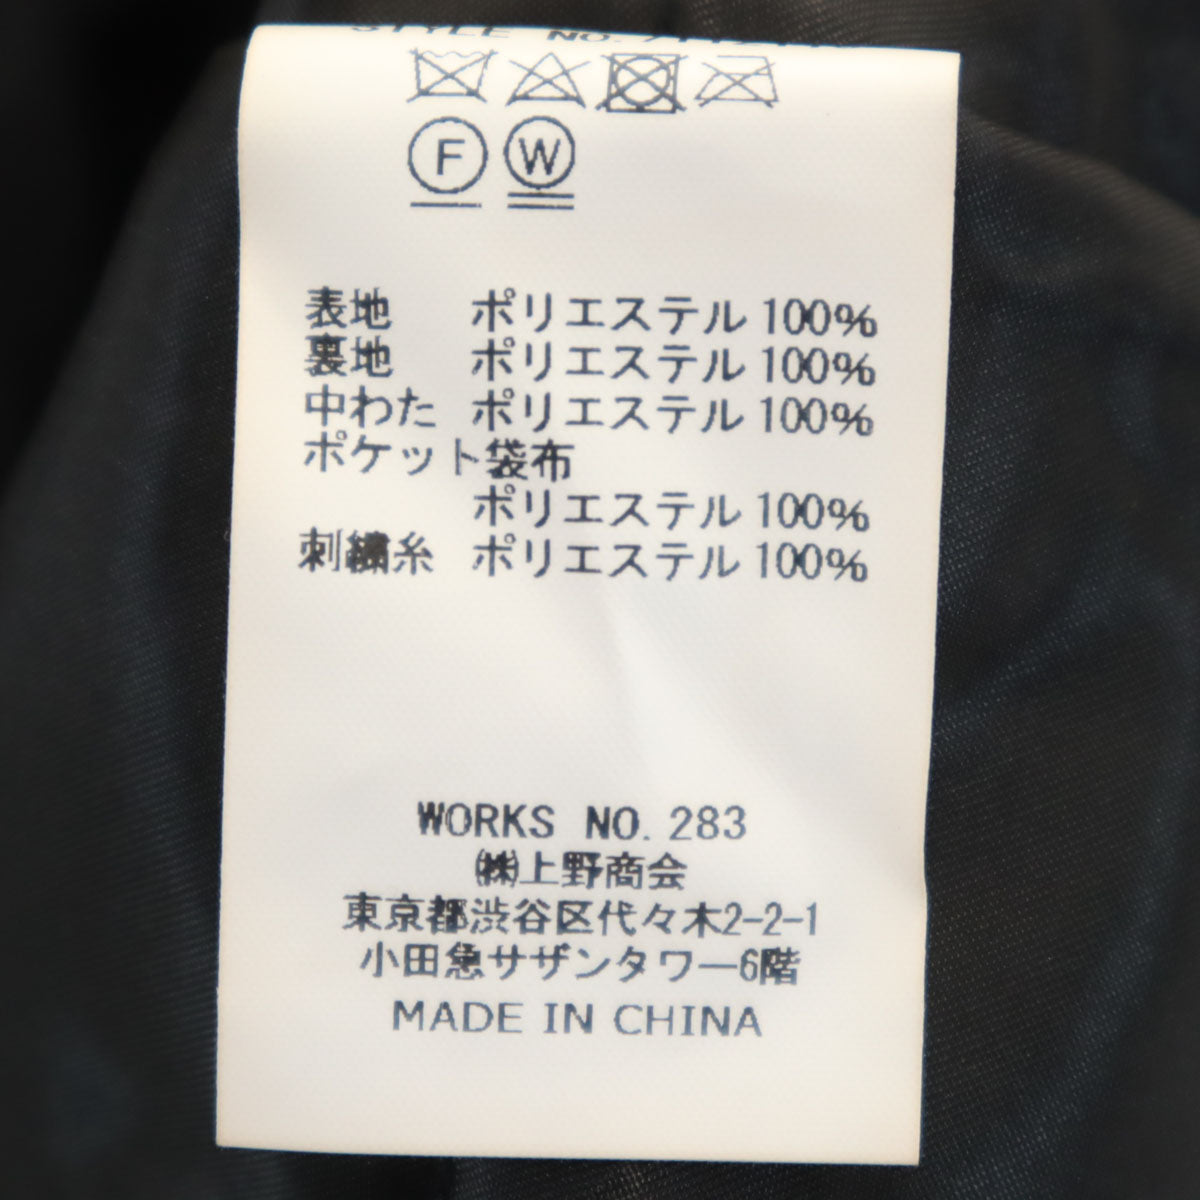 STYLE NO.
F W
表地 ポリエステル 100%
裏地 ポリエステル 100%
中わた ポリエステル 100%
ポケット袋布
ポリエステル 100%
刺繍糸 ポリエステル 100%
WORKS NO. 283
㈱上野商会
東京都渋谷区代々木2-2-1
小田急サザンタワー6階
MADE IN CHINA